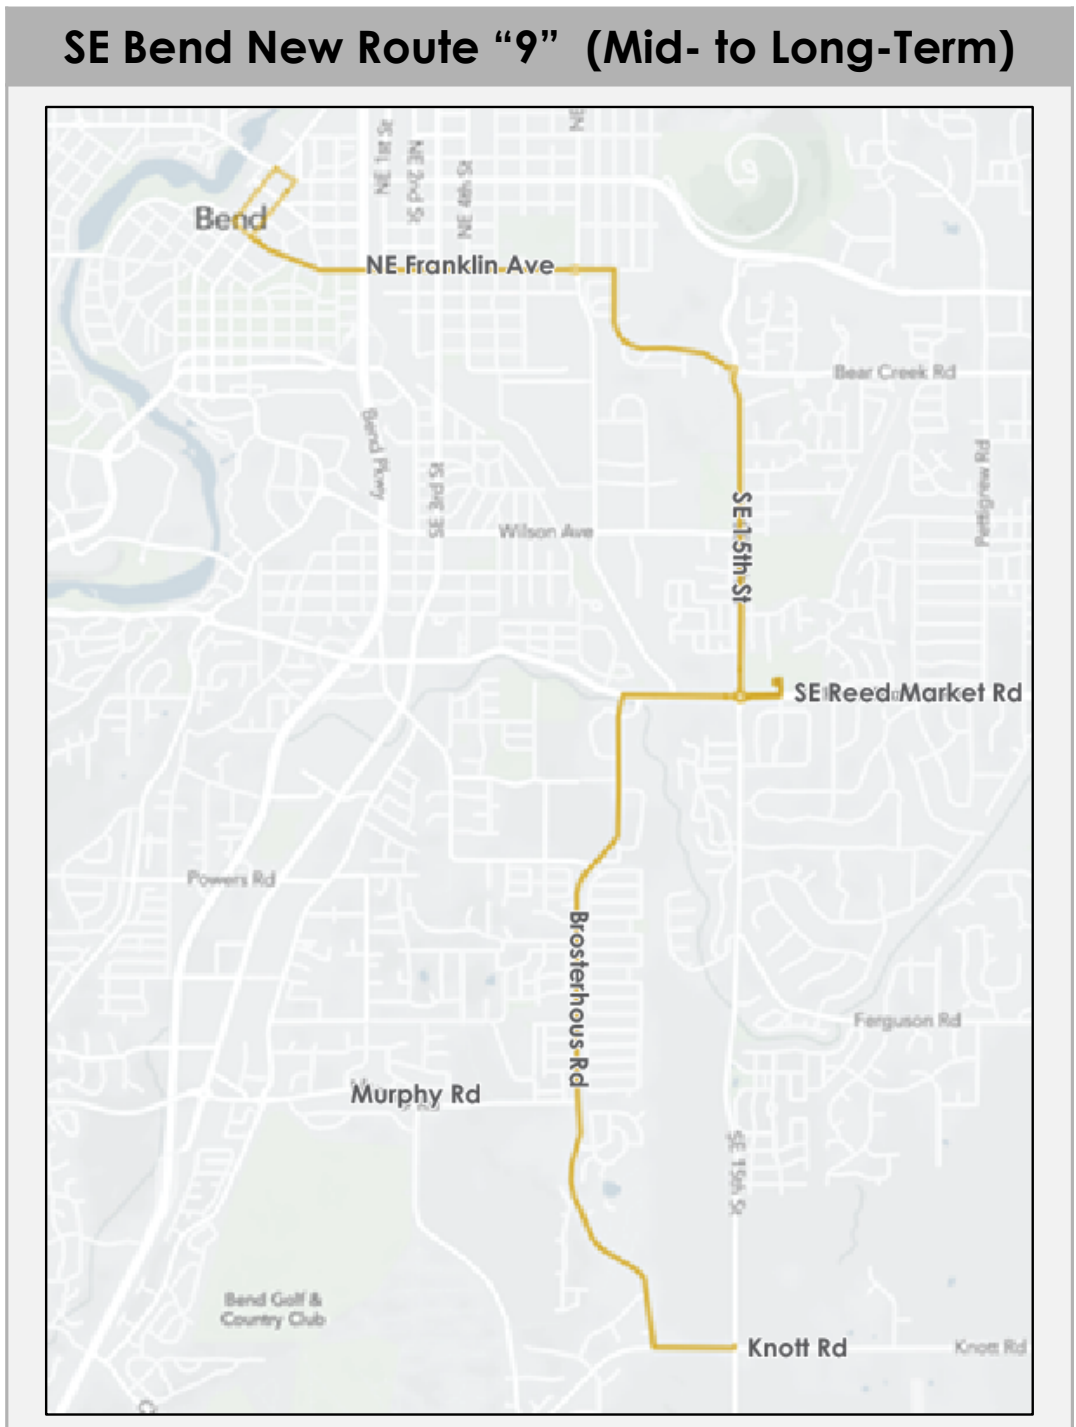 SE Bend New Route “9” (Mid- to Long-Term)
NE 1st St
NE 2nd St
NE 4th St
NE
Bend
NE Franklin Ave
Bear Creek Rd
Bend Pkwy
SE 3rd St
Pettigrew Rd
Wilson Ave
SE 15th St
SE Reed Market Rd
Powers Rd
Brosterhous Rd
Ferguson Rd
Murphy Rd
SE 15th St
Bend Golf &
Country Club
Knott Rd
Knott Rd